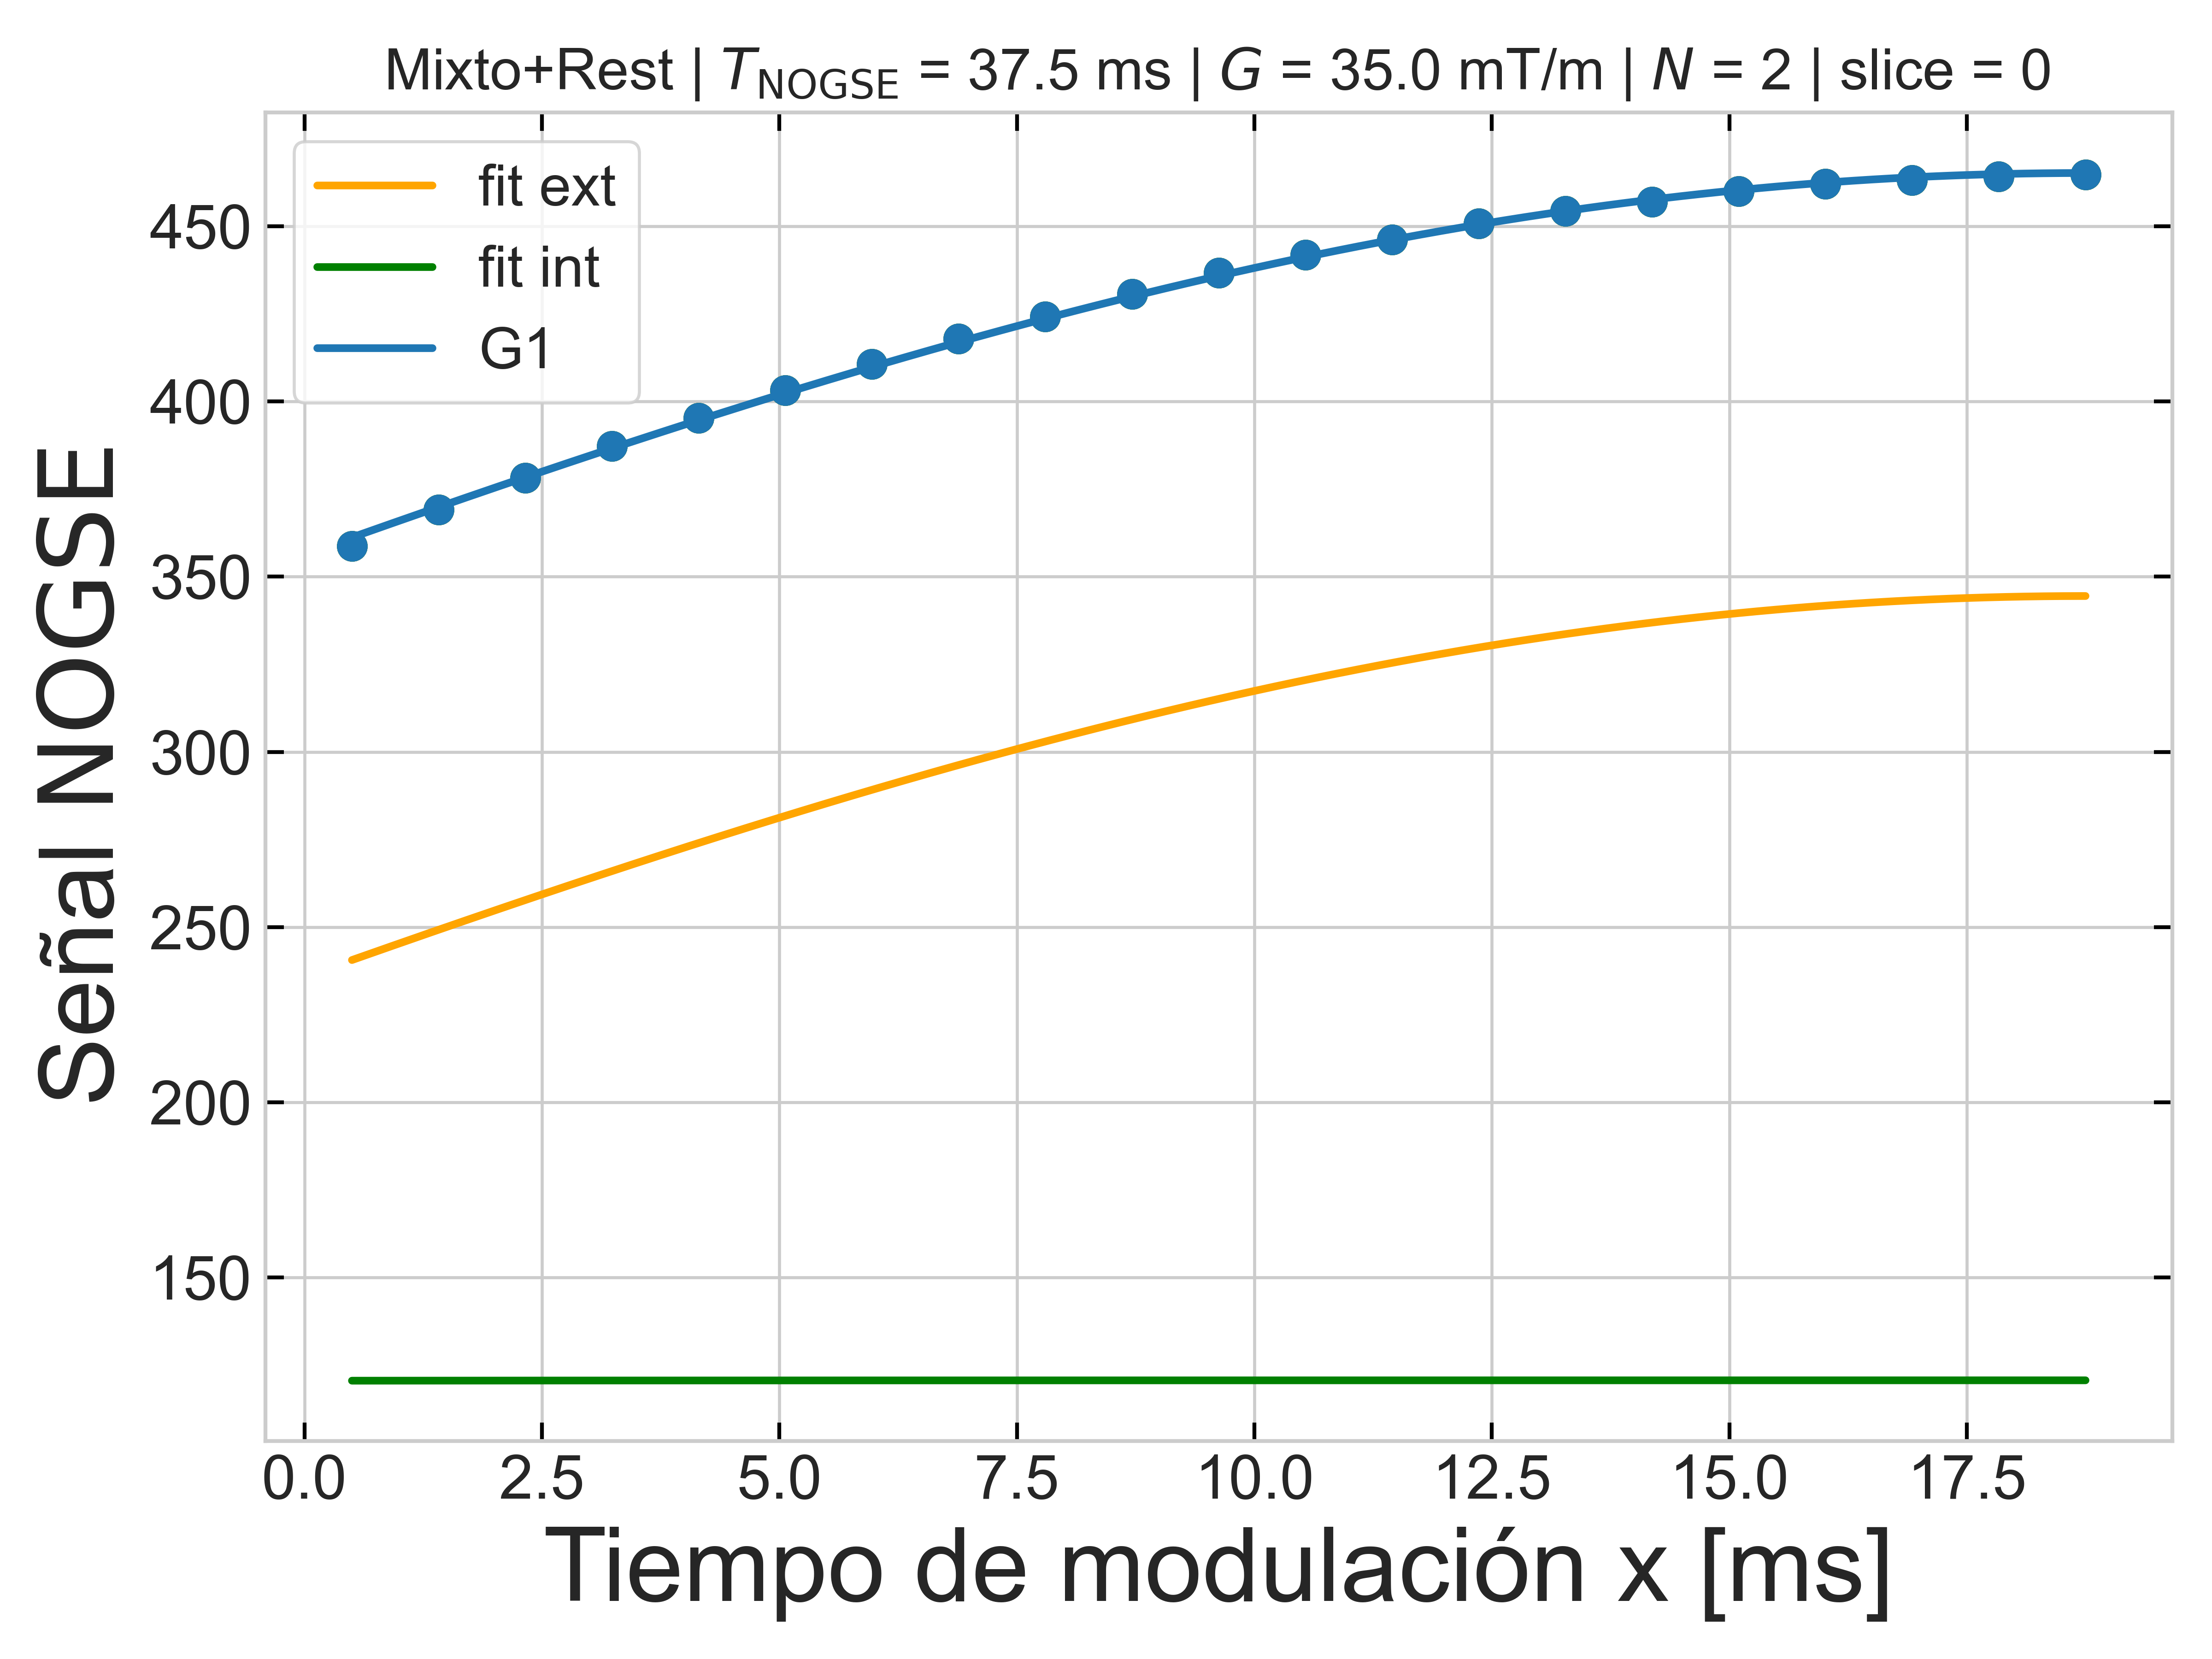 Mixto+Rest | T_NOGSE = 37.5 ms | G = 35.0 mT/m | N = 2 | slice = 0
fit ext
fit int
G1
Señal NOGSE
450
400
350
300
250
200
150
0.0 2.5 5.0 7.5 10.0 12.5 15.0 17.5
Tiempo de modulación x [ms]